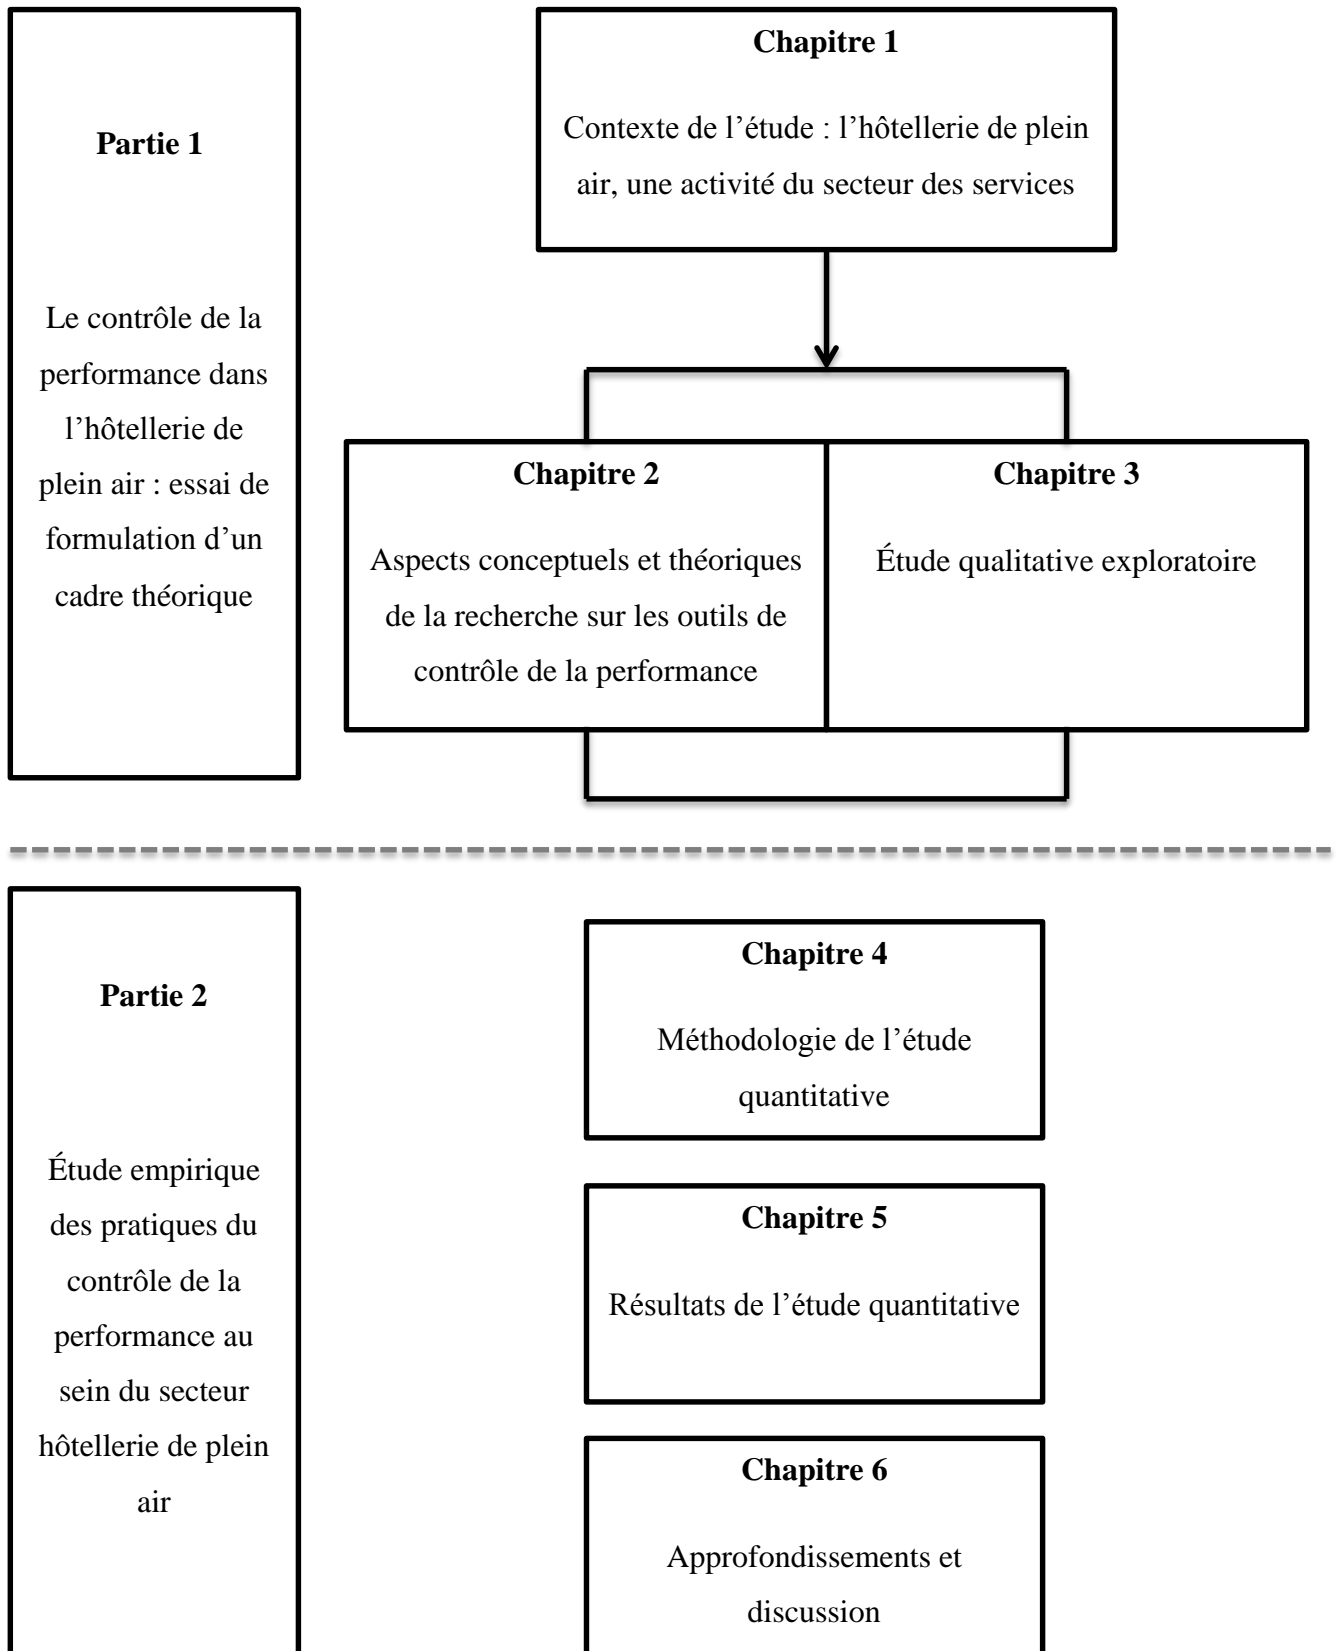 Partie 1
Le contrôle de la
performance dans
l’hôtellerie de
plein air : essai de
formulation d’un
cadre théorique
Chapitre 1
Contexte de l’étude : l’hôtellerie de plein
air, une activité du secteur des services
Chapitre 2
Aspects conceptuels et théoriques
de la recherche sur les outils de
contrôle de la performance
Chapitre 3
Étude qualitative exploratoire
Partie 2
Étude empirique
des pratiques du
contrôle de la
performance au
sein du secteur
hôtellerie de plein
air
Chapitre 4
Méthodologie de l’étude
quantitative
Chapitre 5
Résultats de l’étude quantitative
Chapitre 6
Approfondissements et
discussion